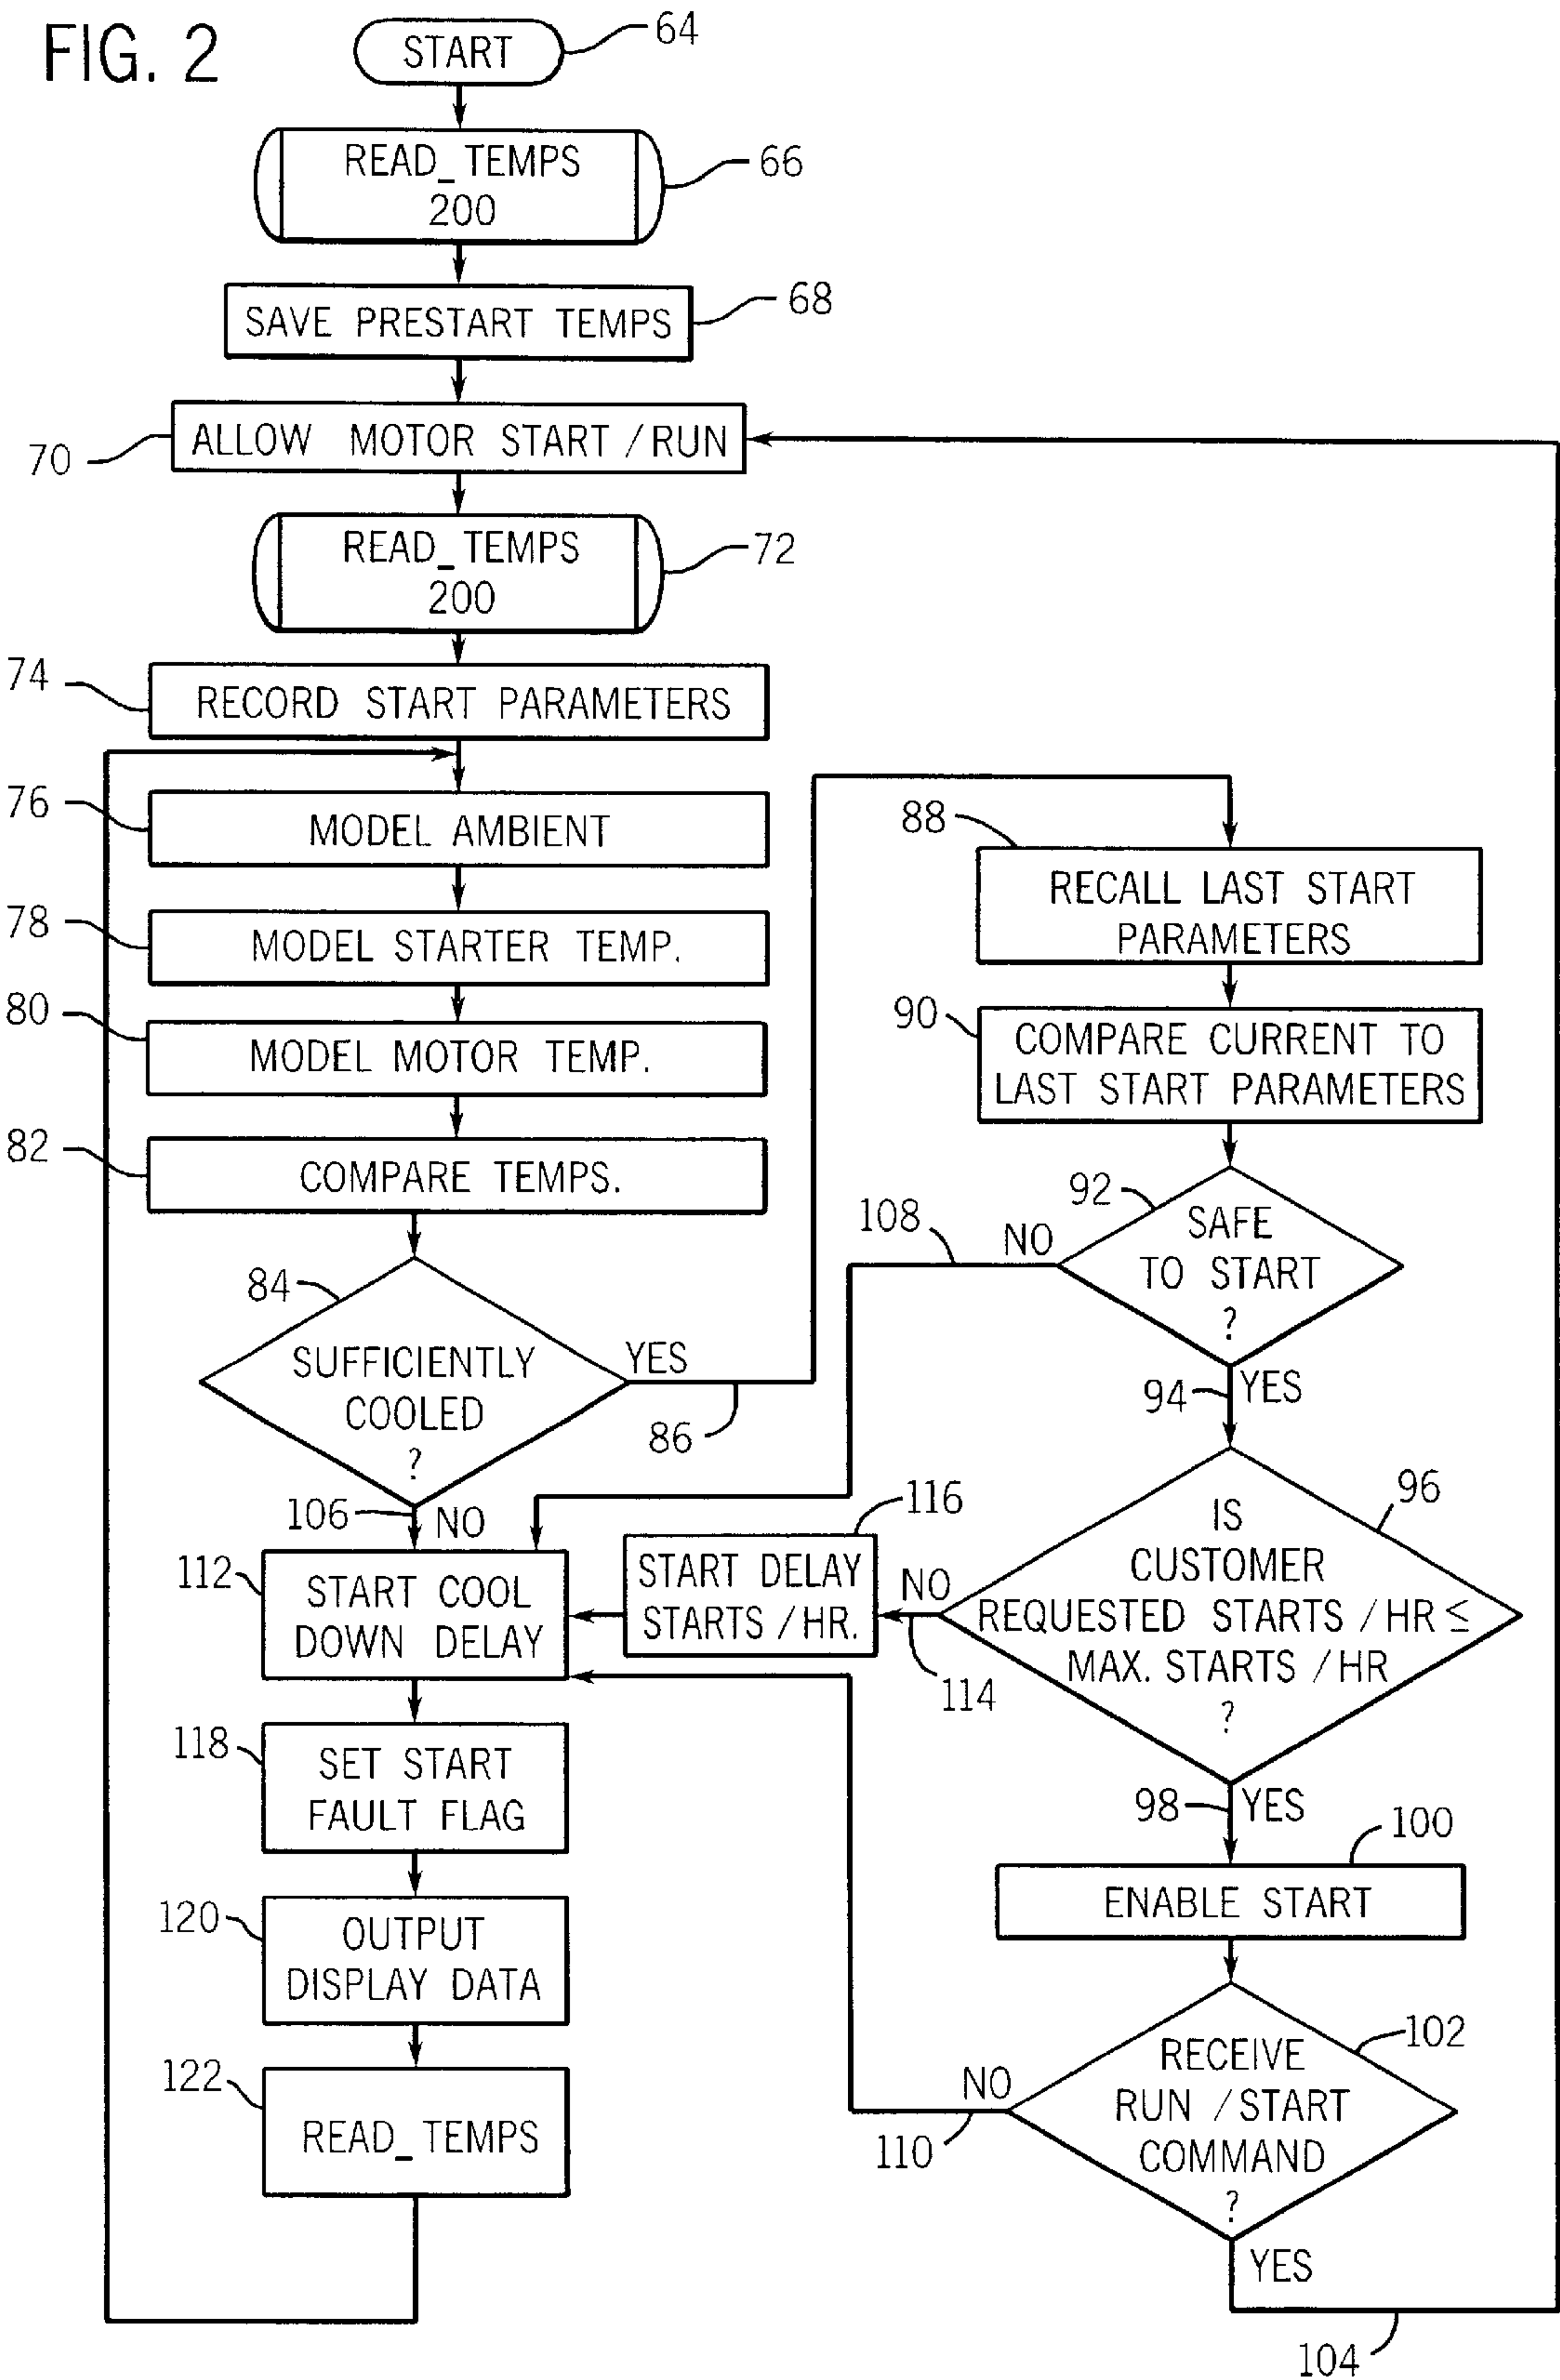 FIG. 2
START
64
READ_TEMPS
200
66
SAVE PRESTART TEMPS
68
ALLOW MOTOR START / RUN
70
READ_TEMPS
200
72
74
RECORD START PARAMETERS
76
MODEL AMBIENT
78
MODEL STARTER TEMP.
80
MODEL MOTOR TEMP.
82
COMPARE TEMPS.
84
SUFFICIENTLY
COOLED
?
YES
86
106
NO
88
RECALL LAST START
PARAMETERS
90
COMPARE CURRENT TO
LAST START PARAMETERS
92
SAFE
TO START
?
108
NO
94
YES
96
IS
CUSTOMER
REQUESTED STARTS / HR ≤
MAX. STARTS / HR
?
NO
114
116
START DELAY
STARTS / HR.
112
START COOL
DOWN DELAY
118
SET START
FAULT FLAG
120
OUTPUT
DISPLAY DATA
122
READ_TEMPS
98
YES
100
ENABLE START
102
RECEIVE
RUN / START
COMMAND
?
NO
110
YES
104